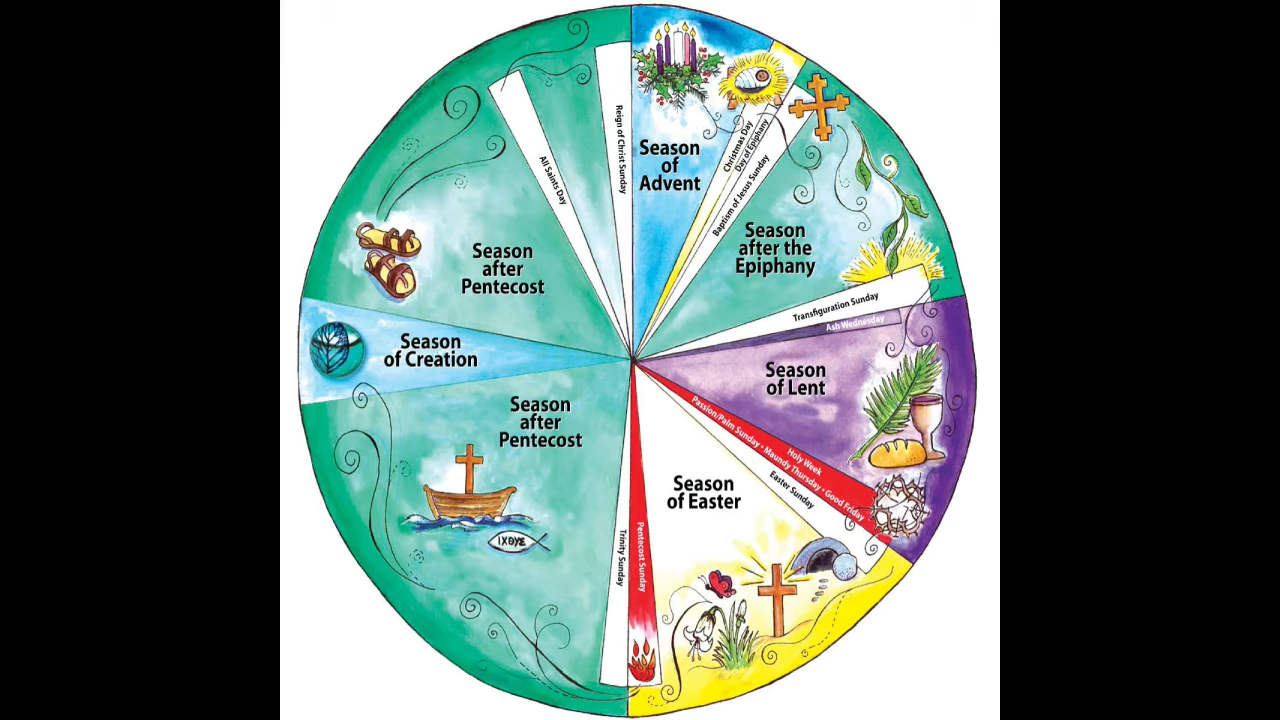 Season
of
Advent
Christmas Day
Day of Epiphany
Baptism of Jesus Sunday
Season
after the
Epiphany
Transfiguration Sunday
Ash Wednesday
Season
of Lent
Holy Week
Passion/Palm Sunday • Maundy Thursday • Good Friday
Easter Sunday
Season
of Easter
Pentecost Sunday
Trinity Sunday
Season
after
Pentecost
ΙΧΘΥΣ
Season
of Creation
Season
after
Pentecost
All Saints Day
Reign of Christ Sunday